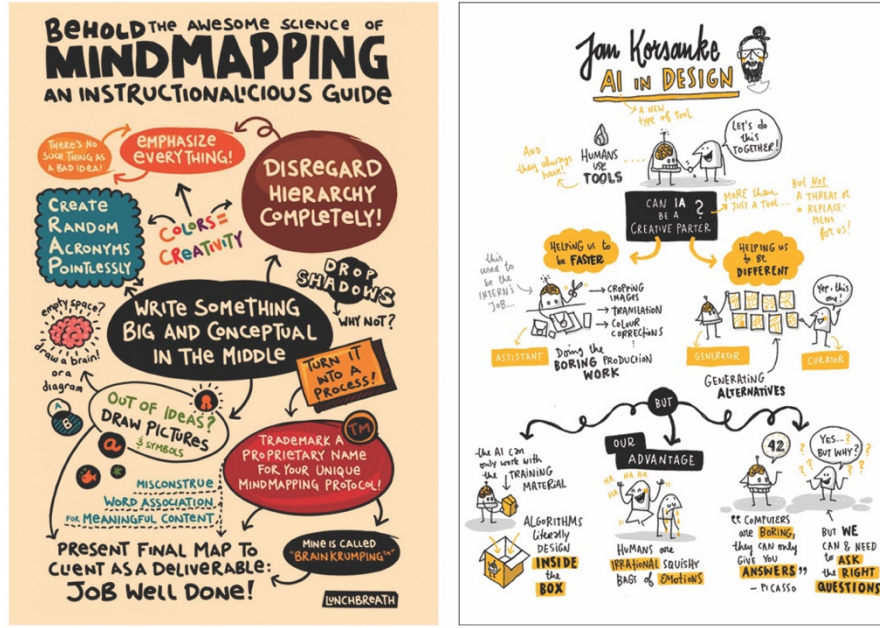 BEHOLD THE AWESOME SCIENCE OF
MINDMAPPING
AN INSTRUCTIONALICIOUS GUIDE
THERE'S NO
SUCH THING AS
A BAD IDEA!
EMPHASIZE
EVERYTHING!
DISREGARD
HIERARCHY
COMPLETELY!
CREATE
RANDOM
ACRONYMS
POINTLESSLY
COLORS =
CREATIVITY
DROP
SHADOWS
WHY NOT?
WRITE SOMETHING
BIG AND CONCEPTUAL
IN THE MIDDLE
empty space?
draw a brain!
or a
diagram
A
B
TURN IT
INTO A
PROCESS!
OUT OF IDEAS?
DRAW PICTURES
& SYMBOLS
a
TM
TRADEMARK A
PROPRIETARY NAME
FOR YOUR UNIQUE
MINDMAPPING PROTOCOL!
MISCONSTRUE
WORD ASSOCIATION
FOR MEANINGFUL CONTENT
PRESENT FINAL MAP TO
CLIENT AS A DELIVERABLE:
JOB WELL DONE!
MINE IS CALLED
"BRAINKRUMPING™"
LUNCHBREATH
Jan Korsanke
AI IN DESIGN
A NEW
type OF TOOL
AND
they always
have!
HUMANS
USE
TOOLS
LET'S do
this
TOGETHER!
CAN IA
BE A
CREATIVE PARTER
?
MORE than
JUST A TOOL...
BUT NOT
A THREAT or
a REPLACE-
MENT
for us!
HELPING US to
be FASTER
HELPING US
to BE
DIFFERENT
this
used to
be the
INTERN'S
JOB...
CROPPING
IMAGES
TRANSLATION
COLOUR
CORRECTIONS
ASSISTANT
Doing the
BORING PRODUCTION
WORK
YEP, this
one!
GENERATOR
CURATOR
GENERATING
ALTERNATIVES
BUT
the AI can
only work with
the TRAINING
MATERIAL
ALGORITHMS
literally
DESIGN
INSIDE
the
BOX
OUR
ADVANTAGE
HA HA HA
HA
HUMANS are
IRRATIONAL SQUISHY
BAGS of EMOTIONS
42
YES...?
BUT WHY?
"COMPUTERS
are BORING,
they CAN only
GIVE YOU
ANSWERS"
- PICASSO
BUT WE
CAN & NEED
to ASK
the RIGHT
QUESTIONS!